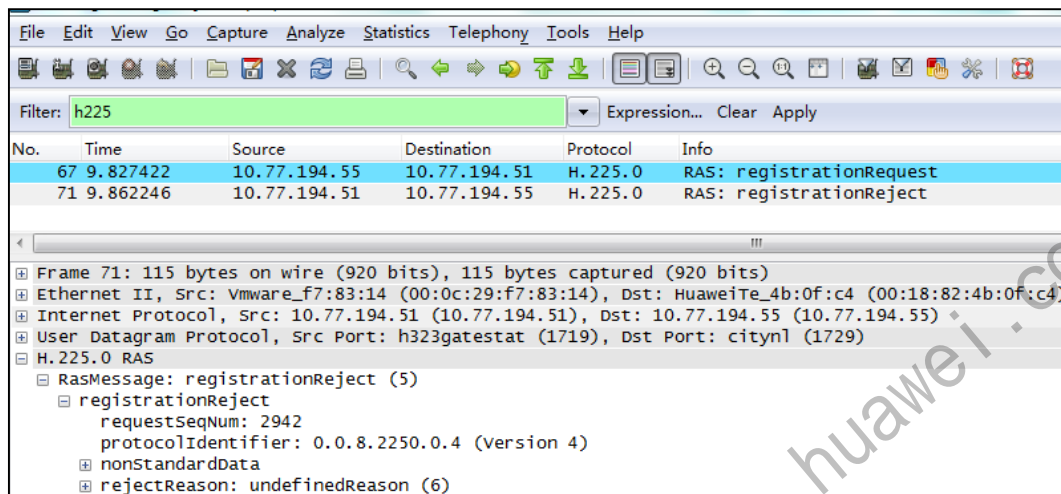 File Edit View Go Capture Analyze Statistics Telephony Tools Help
Filter: h225 Expression... Clear Apply
No. Time Source Destination Protocol Info
67 9.827422 10.77.194.55 10.77.194.51 H.225.0 RAS: registrationRequest
71 9.862246 10.77.194.51 10.77.194.55 H.225.0 RAS: registrationReject
Frame 71: 115 bytes on wire (920 bits), 115 bytes captured (920 bits)
Ethernet II, Src: Vmware_f7:83:14 (00:0c:29:f7:83:14), Dst: HuaweiTe_4b:0f:c4 (00:18:82:4b:0f:c4)
Internet Protocol, Src: 10.77.194.51 (10.77.194.51), Dst: 10.77.194.55 (10.77.194.55)
User Datagram Protocol, Src Port: h323gatestat (1719), Dst Port: citynl (1729)
H.225.0 RAS
RasMessage: registrationReject (5)
registrationReject
requestSeqNum: 2942
protocolIdentifier: 0.0.8.2250.0.4 (Version 4)
nonStandardData
rejectReason: undefinedReason (6)
huawei.co